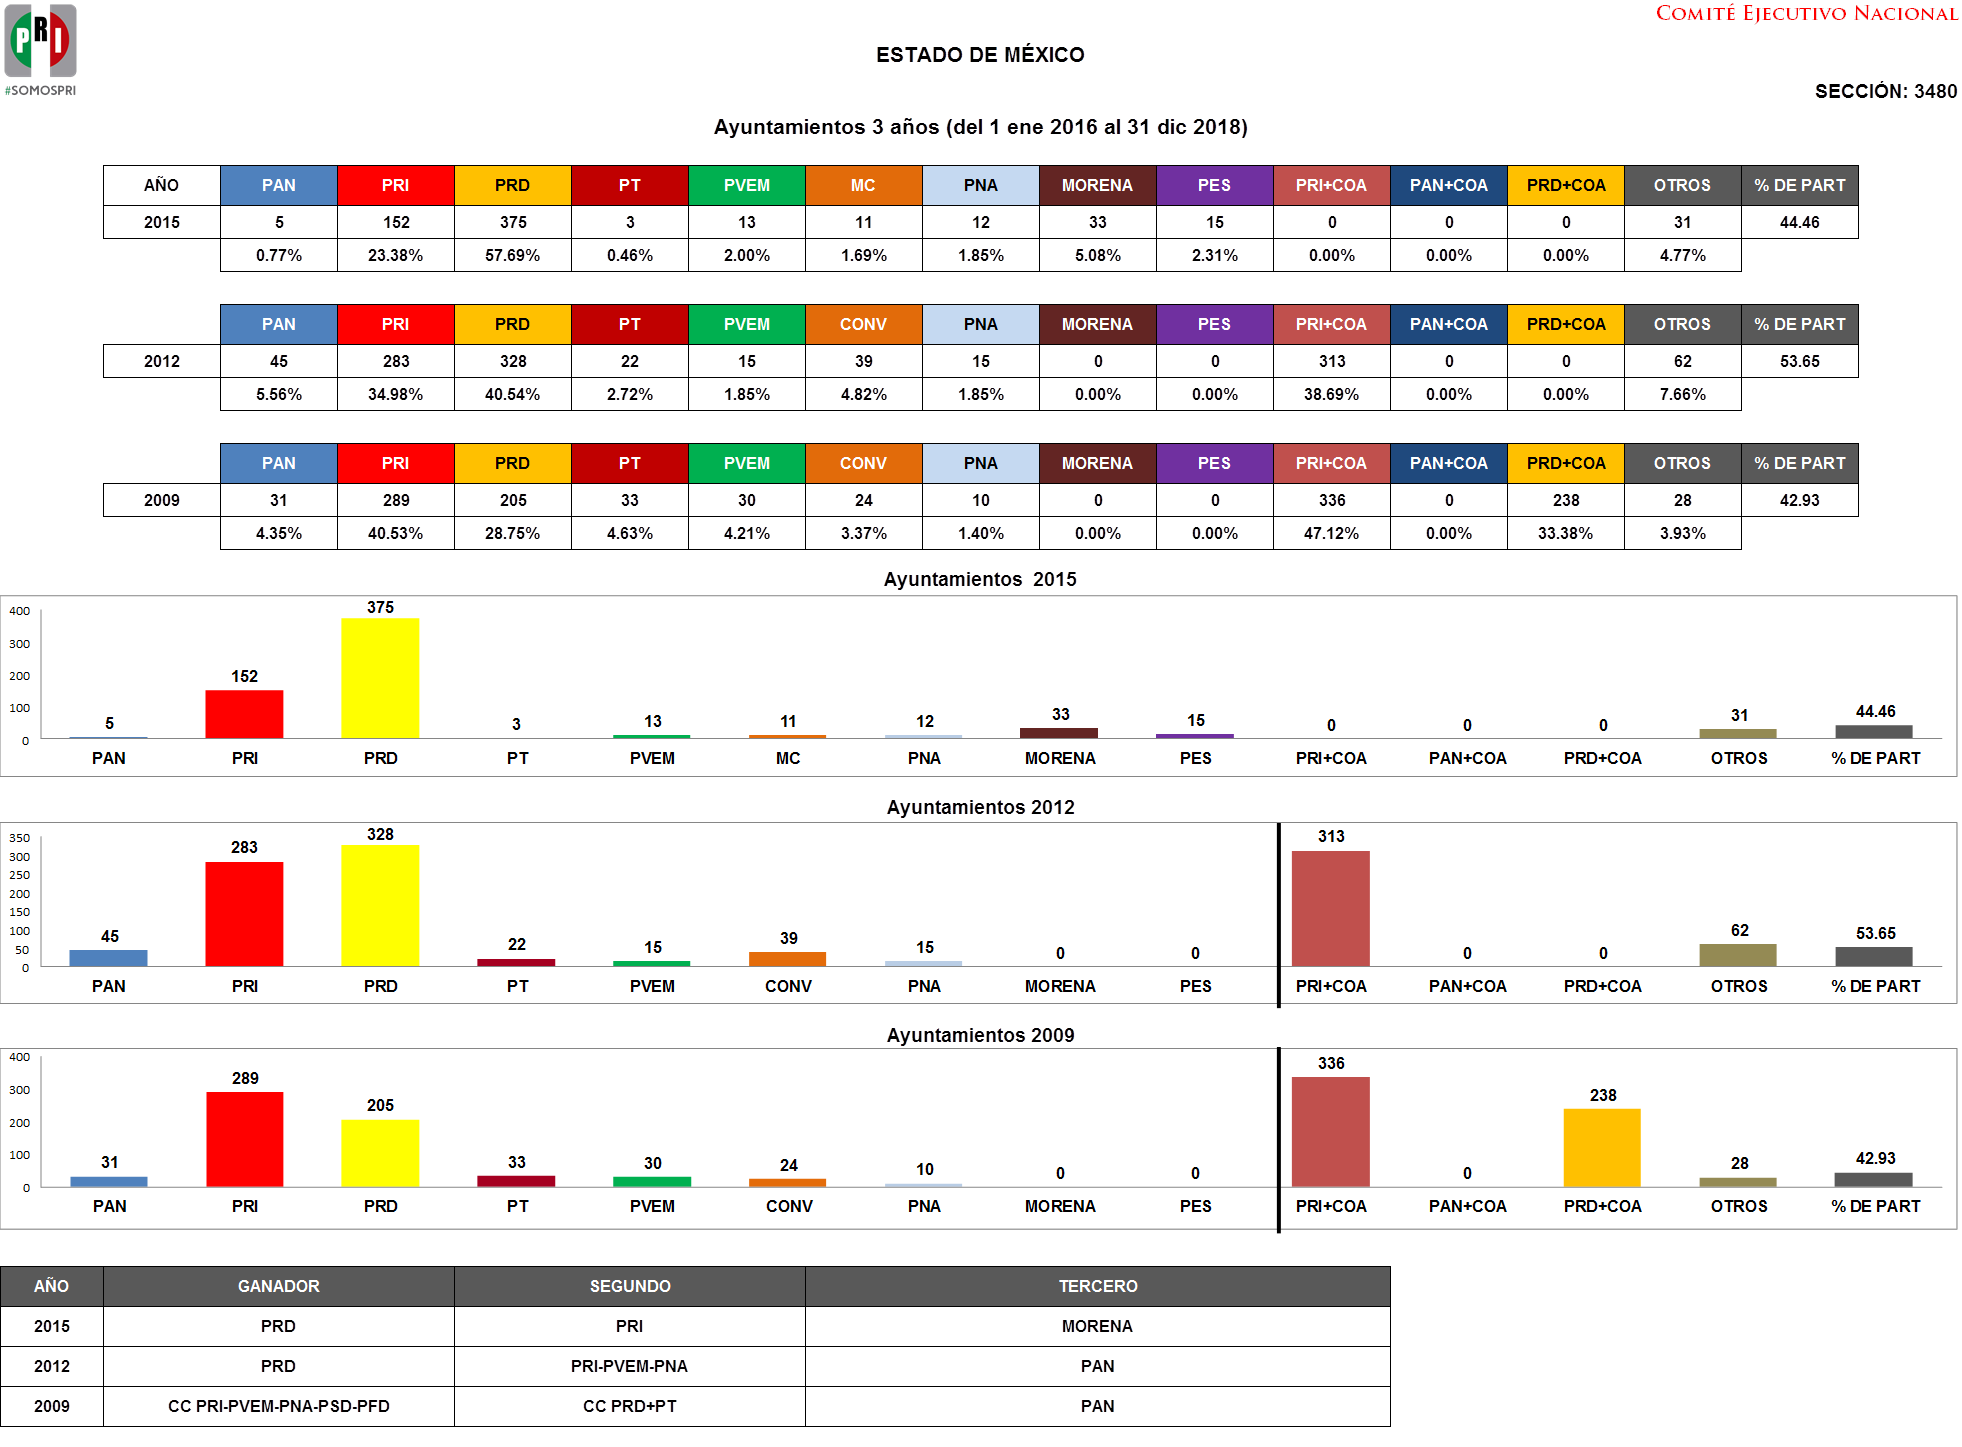 PRI
#SOMOSPRI
COMITÉ EJECUTIVO NACIONAL
ESTADO DE MÉXICO
SECCIÓN: 3480
Ayuntamientos 3 años (del 1 ene 2016 al 31 dic 2018)
AÑO PAN PRI PRD PT PVEM MC PNA MORENA PES PRI+COA PAN+COA PRD+COA OTROS % DE PART
2015 5 152 375 3 13 11 12 33 15 0 0 0 31 44.46
0.77% 23.38% 57.69% 0.46% 2.00% 1.69% 1.85% 5.08% 2.31% 0.00% 0.00% 0.00% 4.77%
PAN PRI PRD PT PVEM CONV PNA MORENA PES PRI+COA PAN+COA PRD+COA OTROS % DE PART
2012 45 283 328 22 15 39 15 0 0 313 0 0 62 53.65
5.56% 34.98% 40.54% 2.72% 1.85% 4.82% 1.85% 0.00% 0.00% 38.69% 0.00% 0.00% 7.66%
PAN PRI PRD PT PVEM CONV PNA MORENA PES PRI+COA PAN+COA PRD+COA OTROS % DE PART
2009 31 289 205 33 30 24 10 0 0 336 0 238 28 42.93
4.35% 40.53% 28.75% 4.63% 4.21% 3.37% 1.40% 0.00% 0.00% 47.12% 0.00% 33.38% 3.93%
Ayuntamientos 2015
400
300
200
100
0
5 152 375 3 13 11 12 33 15 0 0 0 31 44.46
PAN PRI PRD PT PVEM MC PNA MORENA PES PRI+COA PAN+COA PRD+COA OTROS % DE PART
Ayuntamientos 2012
350
300
250
200
150
100
50
0
45 283 328 22 15 39 15 0 0 313 0 0 62 53.65
PAN PRI PRD PT PVEM CONV PNA MORENA PES PRI+COA PAN+COA PRD+COA OTROS % DE PART
Ayuntamientos 2009
400
300
200
100
0
31 289 205 33 30 24 10 0 0 336 0 238 28 42.93
PAN PRI PRD PT PVEM CONV PNA MORENA PES PRI+COA PAN+COA PRD+COA OTROS % DE PART
AÑO GANADOR SEGUNDO TERCERO
2015 PRD PRI MORENA
2012 PRD PRI-PVEM-PNA PAN
2009 CC PRI-PVEM-PNA-PSD-PFD CC PRD+PT PAN